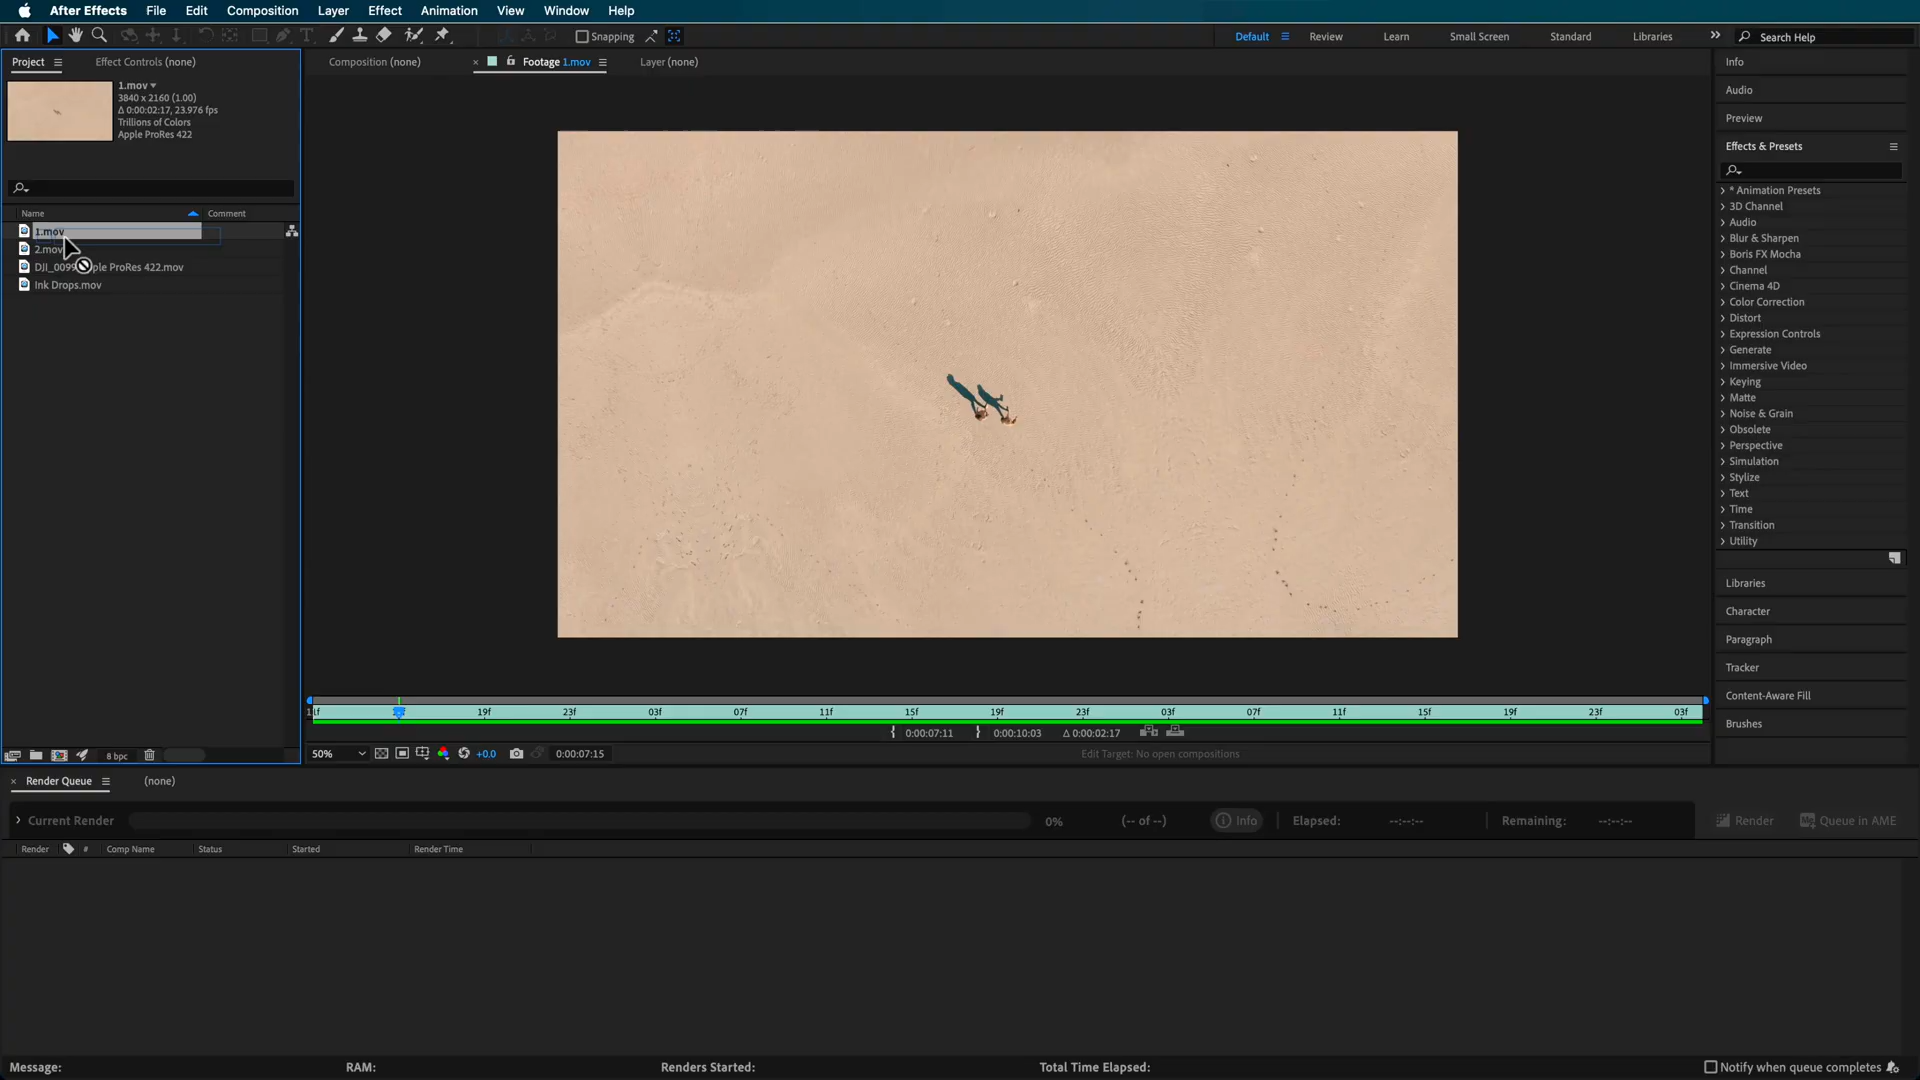 After Effects File Edit Composition Layer Effect Animation View Window Help
Snapping Default Review Learn Small Screen Standard Libraries Search Help
Project Effect Controls (none) Composition (none) Footage 1.mov Layer (none)
1.mov
3840 x 2160 (1.00)
Δ 0:00:02:17, 23.976 fps
Trillions of Colors
Apple ProRes 422
Name Comment
1.mov
2.mov
DJI_0099 ple ProRes 422.mov
Ink Drops.mov
Info
Audio
Preview
Effects & Presets
* Animation Presets
3D Channel
Audio
Blur & Sharpen
Boris FX Mocha
Channel
Cinema 4D
Color Correction
Distort
Expression Controls
Generate
Immersive Video
Keying
Matte
Noise & Grain
Obsolete
Perspective
Simulation
Stylize
Text
Time
Transition
Utility
Libraries
Character
Paragraph
Tracker
Content-Aware Fill
Brushes
19f 23f 03f 07f 11f 15f 19f 23f 03f 07f 11f 15f 19f 23f 03f
0:00:07:11 0:00:10:03 Δ 0:00:02:17
8 bpc 50% +0.0 0:00:07:15 Edit Target: No open compositions
Render Queue (none)
Current Render 0% (-- of --) Info Elapsed: --:--:-- Remaining: --:--:-- Render Queue in AME
Render # Comp Name Status Started Render Time
Message: RAM: Renders Started: Total Time Elapsed: Notify when queue completes